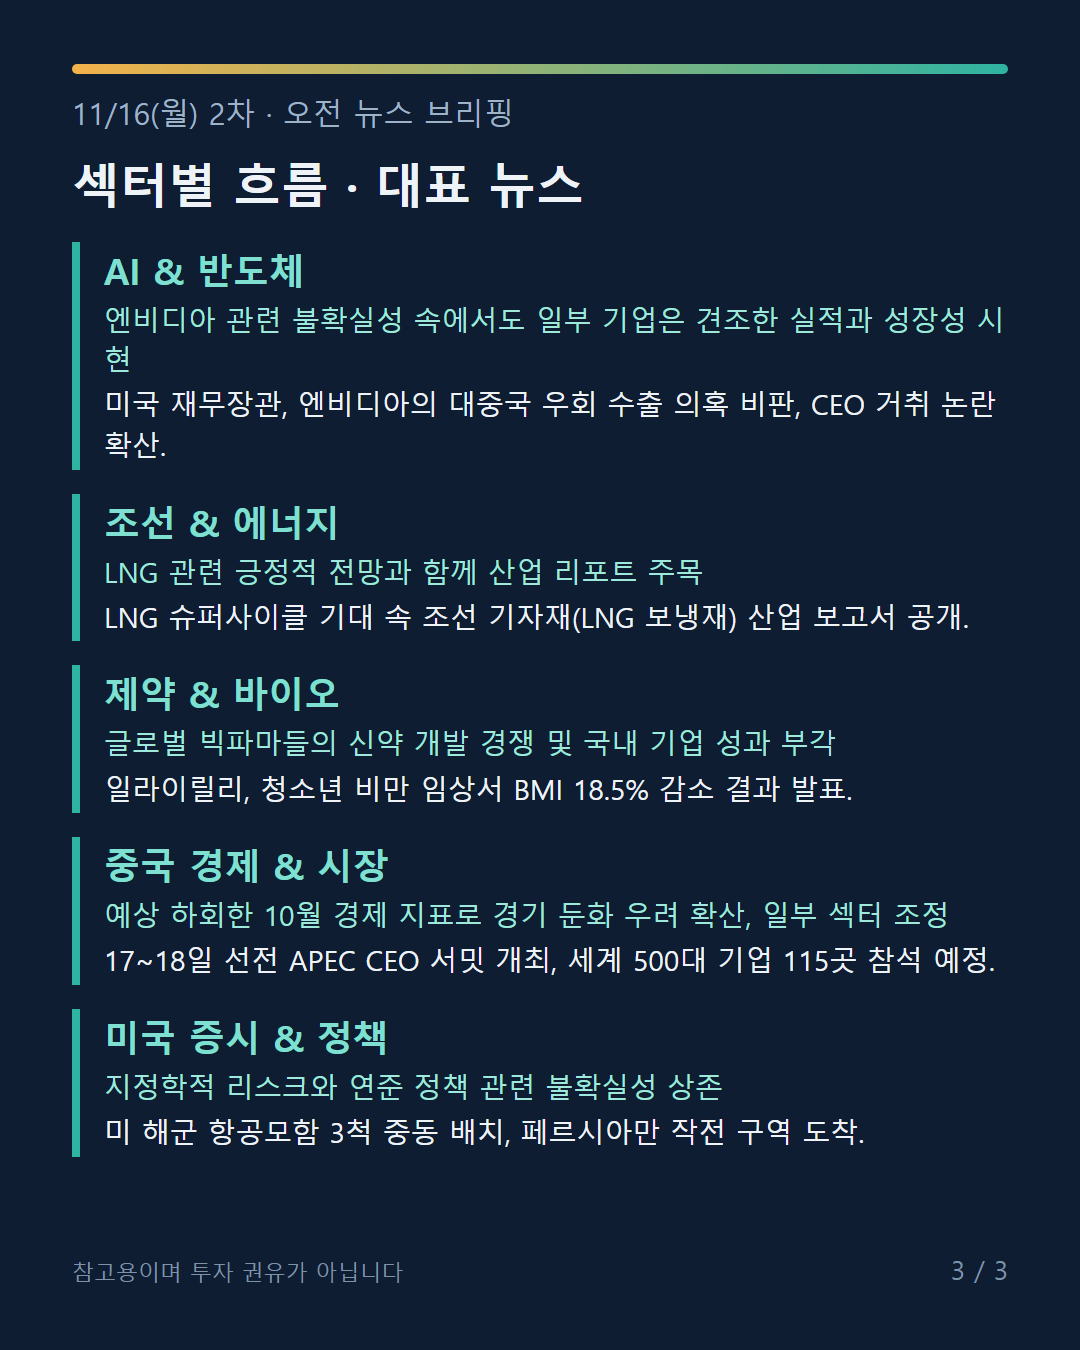 11/16(월) 2차 · 오전 뉴스 브리핑
섹터별 흐름 · 대표 뉴스
AI & 반도체
엔비디아 관련 불확실성 속에서도 일부 기업은 견조한 실적과 성장성 시
현
미국 재무장관, 엔비디아의 대중국 우회 수출 의혹 비판, CEO 거취 논란
확산.
조선 & 에너지
LNG 관련 긍정적 전망과 함께 산업 리포트 주목
LNG 슈퍼사이클 기대 속 조선 기자재(LNG 보냉재) 산업 보고서 공개.
제약 & 바이오
글로벌 빅파마들의 신약 개발 경쟁 및 국내 기업 성과 부각
일라이릴리, 청소년 비만 임상서 BMI 18.5% 감소 결과 발표.
중국 경제 & 시장
예상 하회한 10월 경제 지표로 경기 둔화 우려 확산, 일부 섹터 조정
17~18일 선전 APEC CEO 서밋 개최, 세계 500대 기업 115곳 참석 예정.
미국 증시 & 정책
지정학적 리스크와 연준 정책 관련 불확실성 상존
미 해군 항공모함 3척 중동 배치, 페르시아만 작전 구역 도착.
참고용이며 투자 권유가 아닙니다
3 / 3